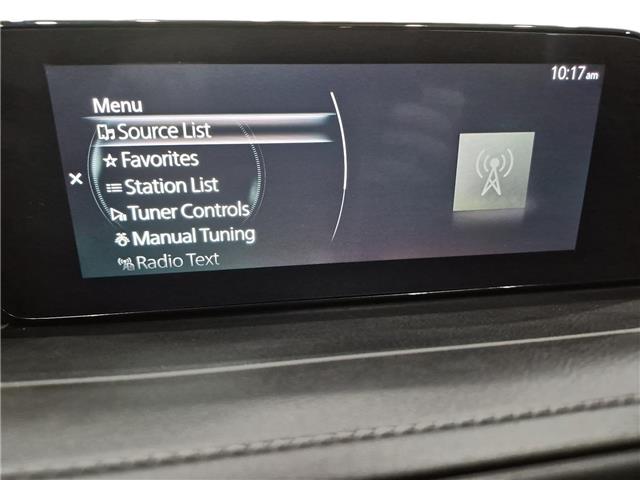 10:17am
Menu
Source List
Favorites
Station List
Tuner Controls
Manual Tuning
Radio Text